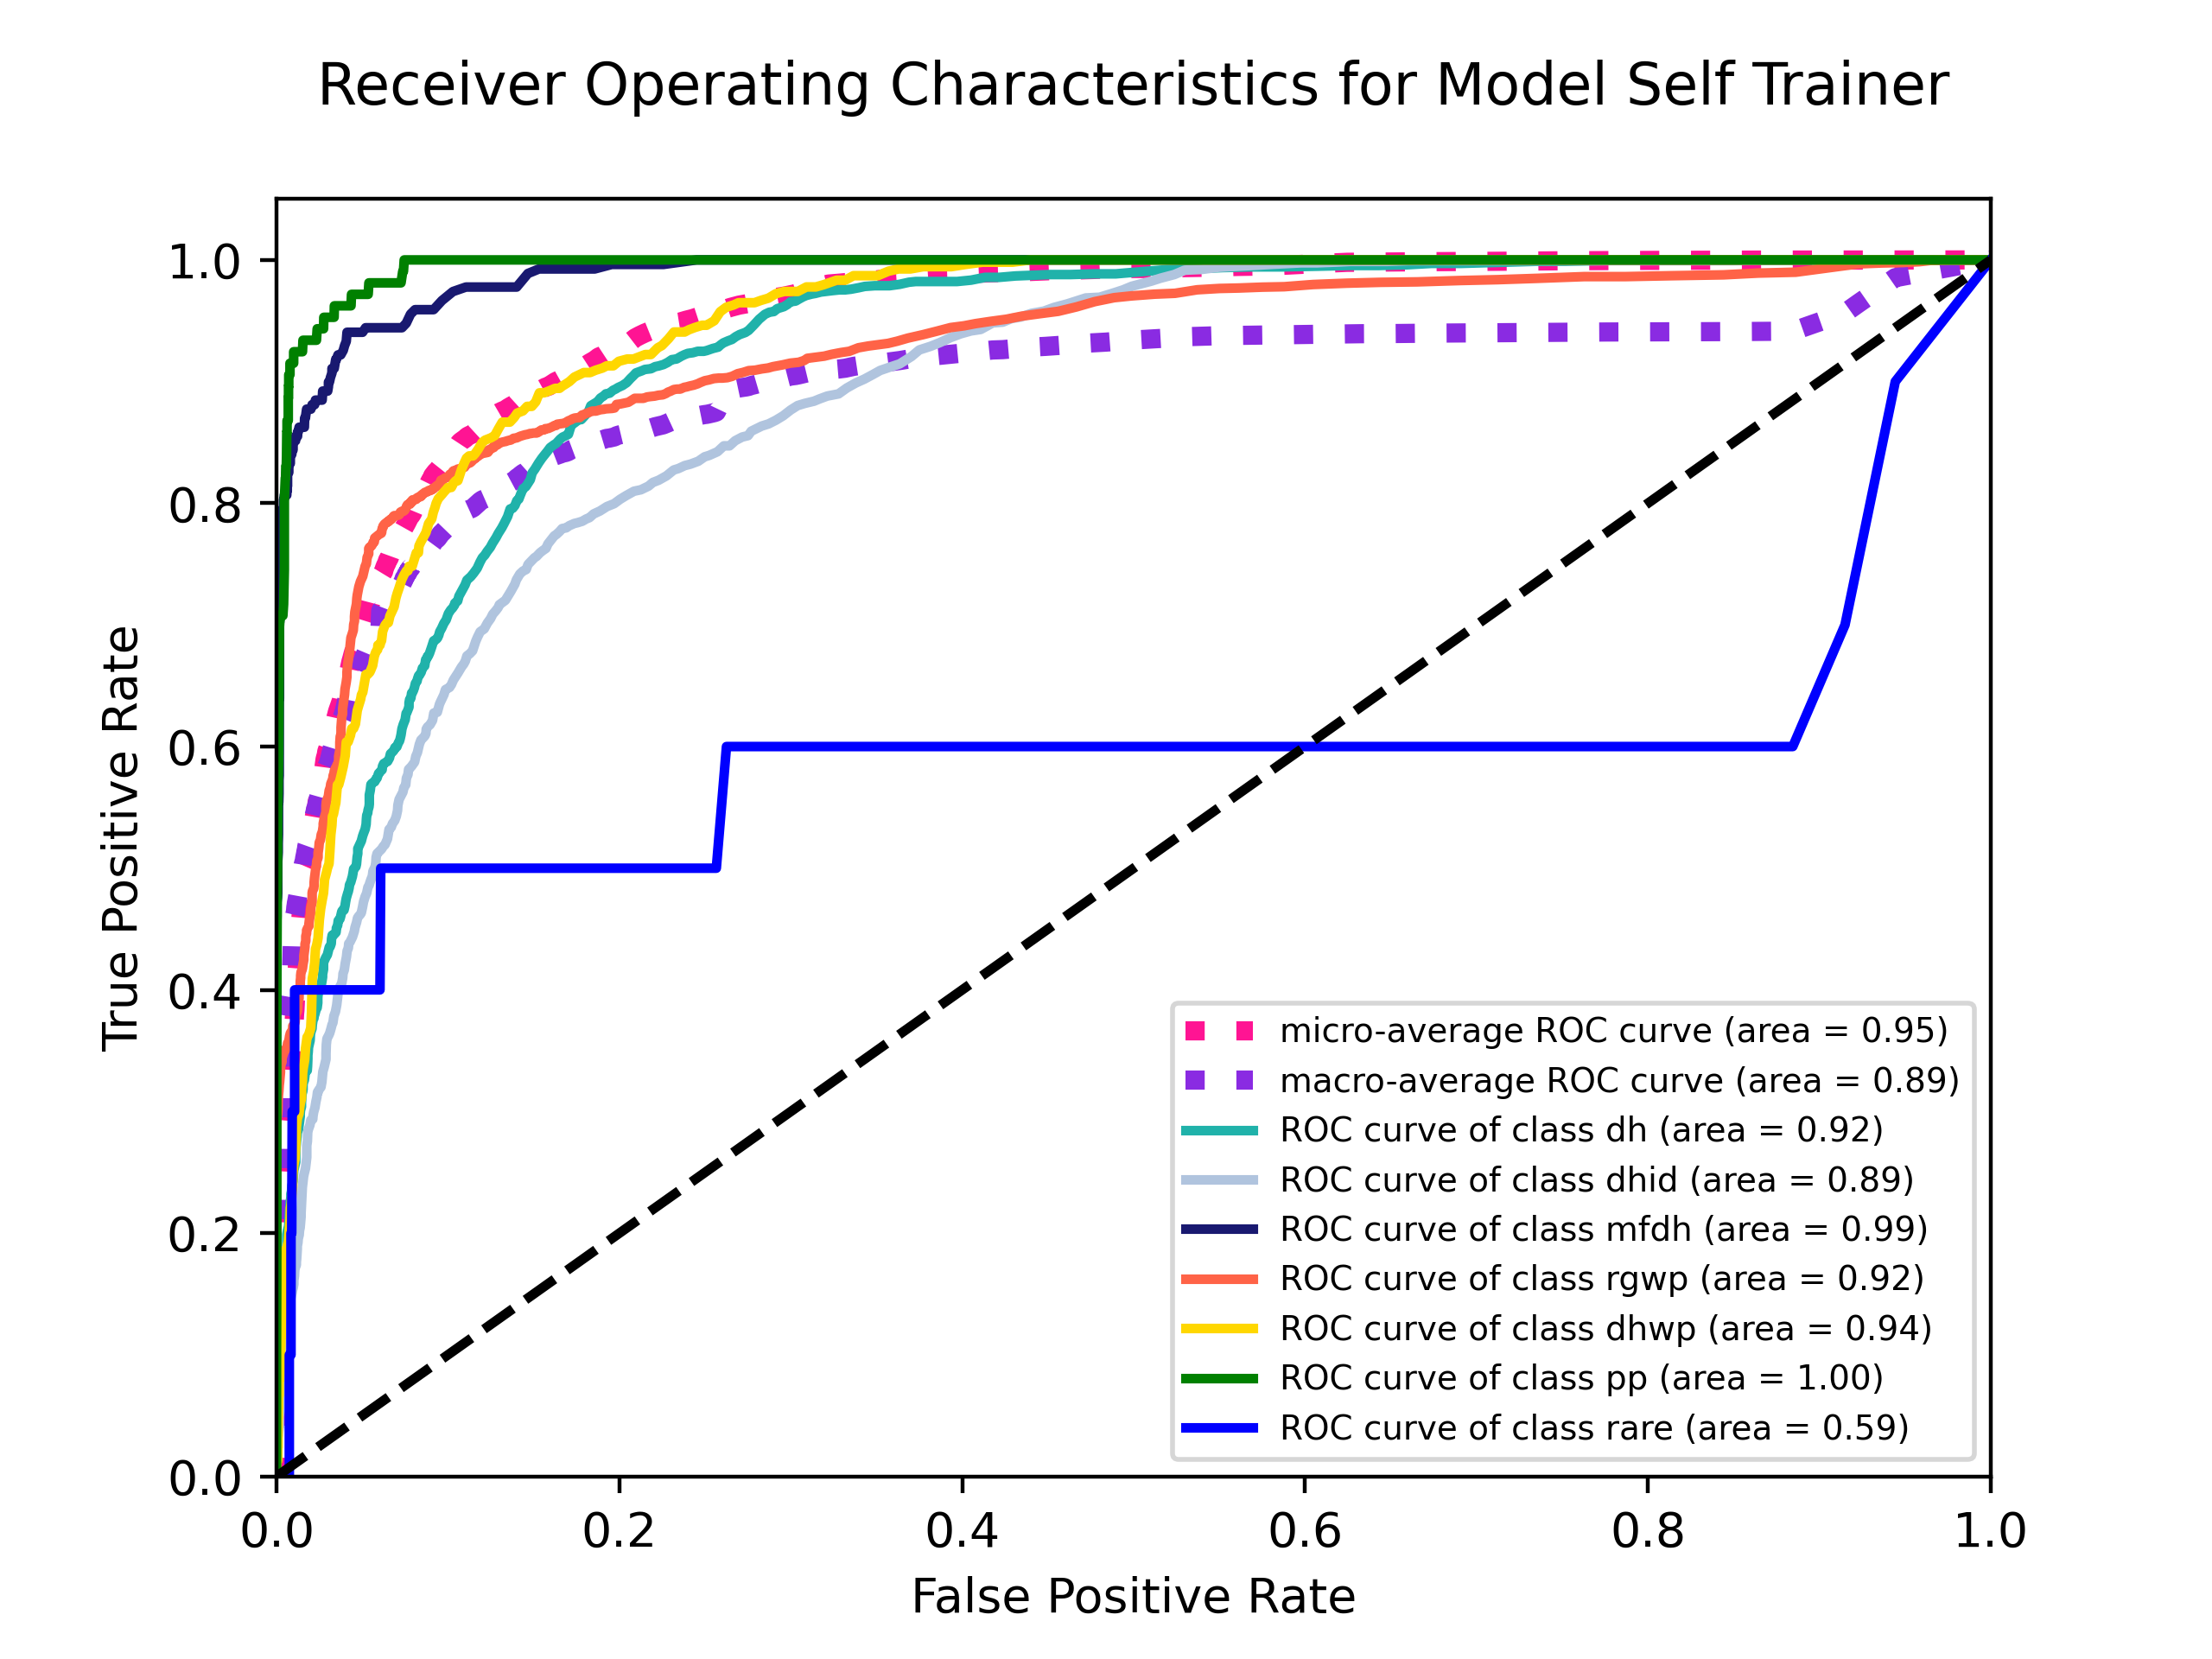 Receiver Operating Characteristics for Model Self Trainer
1.0
0.8
0.6
0.4
0.2
0.0
True Positive Rate
0.0 0.2 0.4 0.6 0.8 1.0
False Positive Rate
micro-average ROC curve (area = 0.95)
macro-average ROC curve (area = 0.89)
ROC curve of class dh (area = 0.92)
ROC curve of class dhid (area = 0.89)
ROC curve of class mfdh (area = 0.99)
ROC curve of class rgwp (area = 0.92)
ROC curve of class dhwp (area = 0.94)
ROC curve of class pp (area = 1.00)
ROC curve of class rare (area = 0.59)